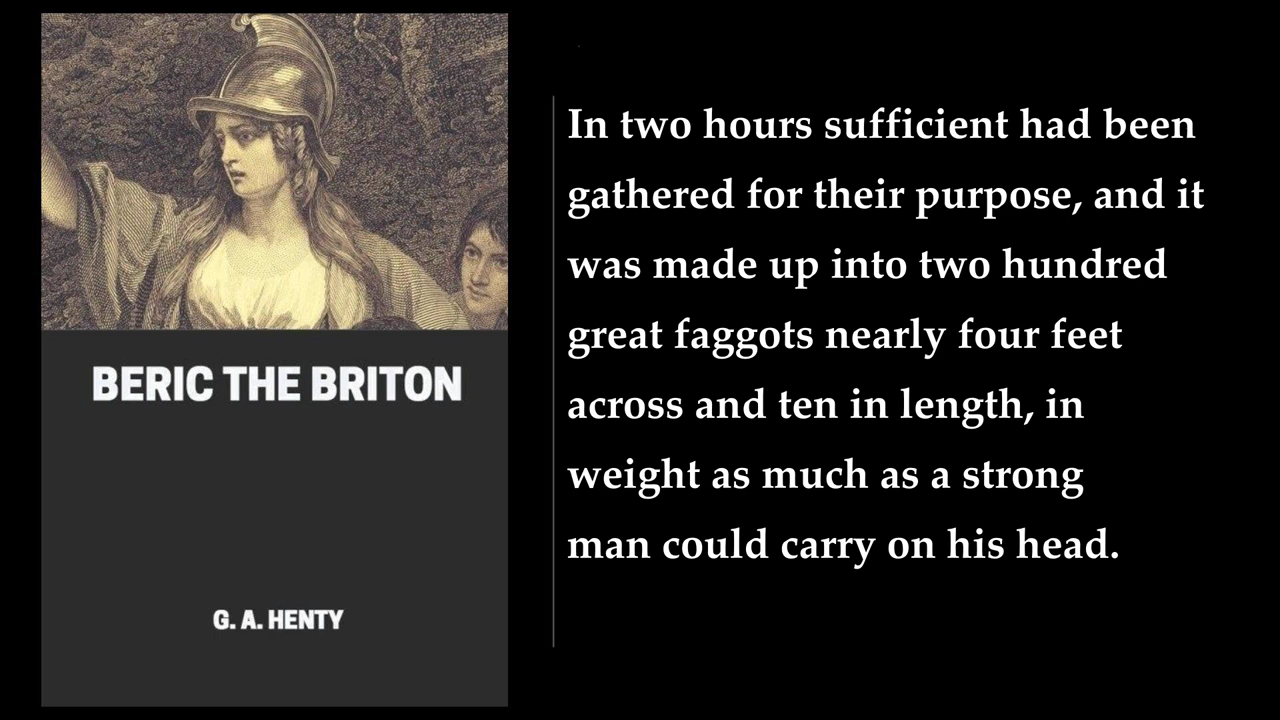 BERIC THE BRITON
G. A. HENTY
In two hours sufficient had been
gathered for their purpose, and it
was made up into two hundred
great faggots nearly four feet
across and ten in length, in
weight as much as a strong
man could carry on his head.